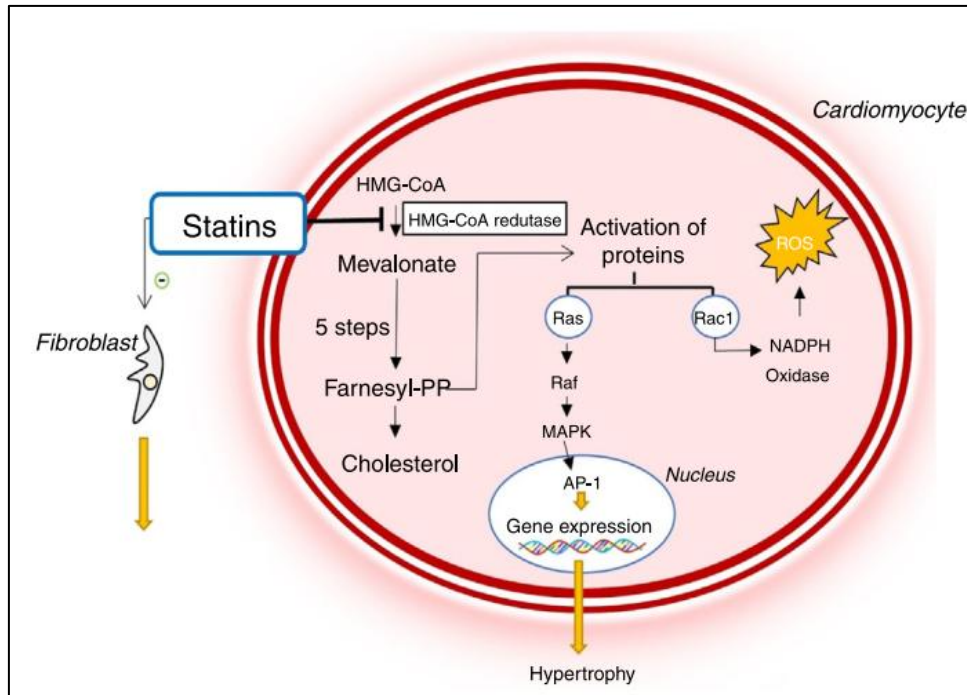 Cardiomyocyte
Statins
HMG-CoA
HMG-CoA redutase
Mevalonate
5 steps
Farnesyl-PP
Cholesterol
Activation of
proteins
Ras
Rac1
Raf
MAPK
NADPH
Oxidase
ROS
Nucleus
AP-1
Gene expression
Hypertrophy
-
Fibroblast